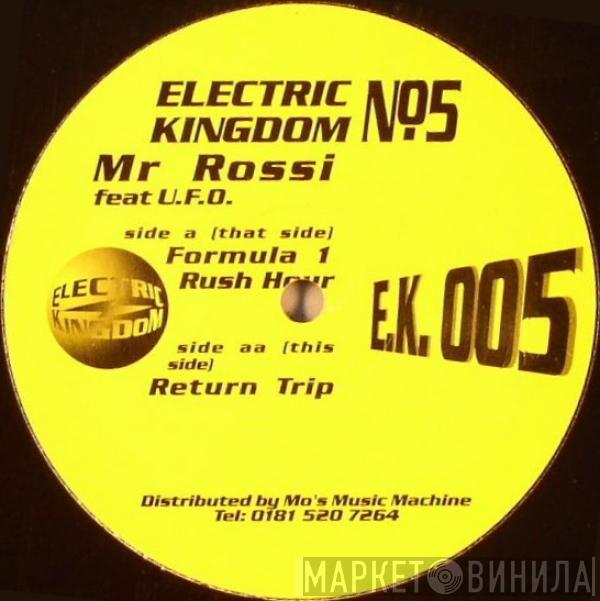 ELECTRIC
KINGDOM Nº5
Mr Rossi
feat U.F.O.
side a (that side)
Formula 1
Rush Hour
ELECTRIC
KINGDOM
E.K. 005
side aa (this
side)
Return Trip
Distributed by Mo's Music Machine
Tel: 0181 520 7264
МАРКЕТ ВИНИЛА